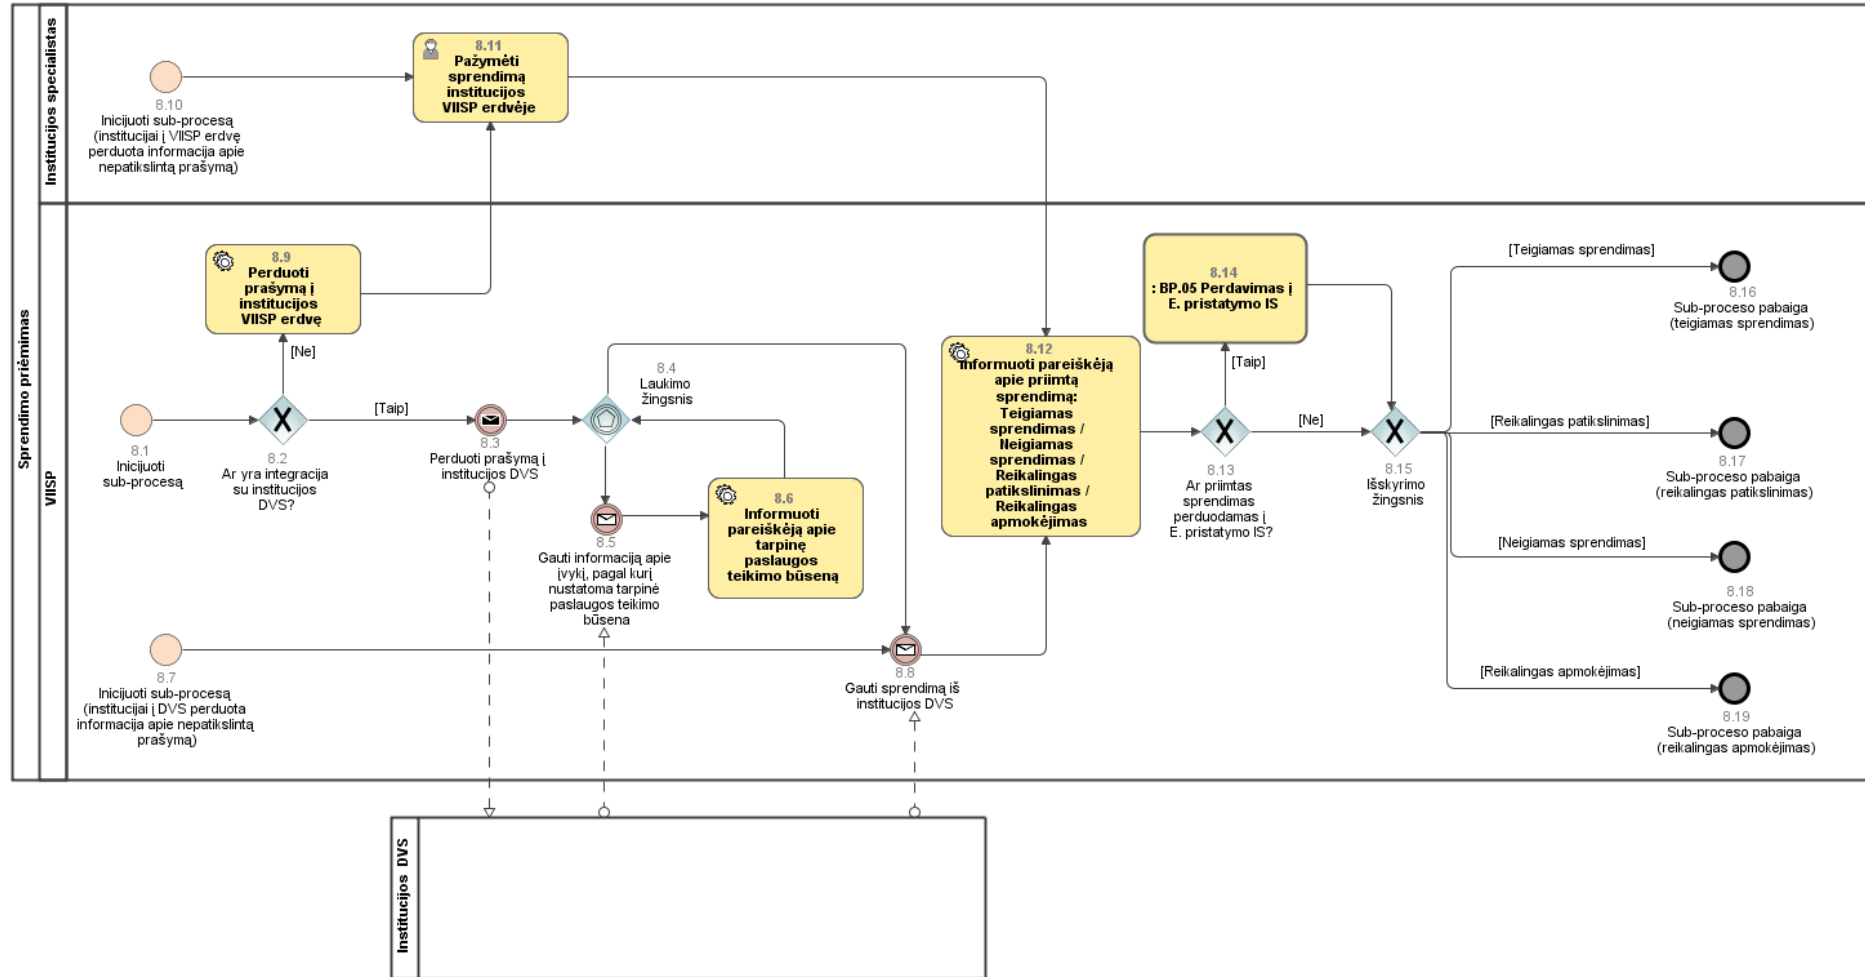 Sprendimo priėmimas
Institucijos specialistas
8.10
Inicijuoti sub-procesą
(institucijai į VIISP erdvę
perduota informacija apie
nepatikslintą prašymą)
8.11
Pažymėti
sprendimą
institucijos
VIISP erdvėje
VIISP
8.9
Perduoti
prašymą į
institucijos
VIISP erdvę
[Ne]
8.1
Inicijuoti
sub-procesą
8.2
Ar yra integracija
su institucijos
DVS?
[Taip]
8.3
Perduoti prašymą į
institucijos DVS
8.4
Laukimo
žingsnis
8.5
Gauti informaciją apie
įvykį, pagal kurį
nustatoma tarpinė
paslaugos teikimo
būsena
8.6
Informuoti
pareiškėją apie
tarpinę
paslaugos
teikimo būseną
8.7
Inicijuoti sub-procesą
(institucijai į DVS perduota
informacija apie nepatikslintą
prašymą)
8.8
Gauti sprendimą iš
institucijos DVS
8.12
Informuoti pareiškėją
apie priimtą
sprendimą:
Teigiamas
sprendimas /
Neigiamas
sprendimas /
Reikalingas
patikslinimas /
Reikalingas
apmokėjimas
8.13
Ar priimtas
sprendimas
perduodamas į
E. pristatymo IS?
[Taip]
8.14
: BP.05 Perdavimas į
E. pristatymo IS
[Ne]
8.15
Išskyrimo
žingsnis
[Teigiamas sprendimas]
8.16
Sub-proceso pabaiga
(teigiamas sprendimas)
[Reikalingas patikslinimas]
8.17
Sub-proceso pabaiga
(reikalingas patikslinimas)
[Neigiamas sprendimas]
8.18
Sub-proceso pabaiga
(neigiamas sprendimas)
[Reikalingas apmokėjimas]
8.19
Sub-proceso pabaiga
(reikalingas apmokėjimas)
Institucijos DVS